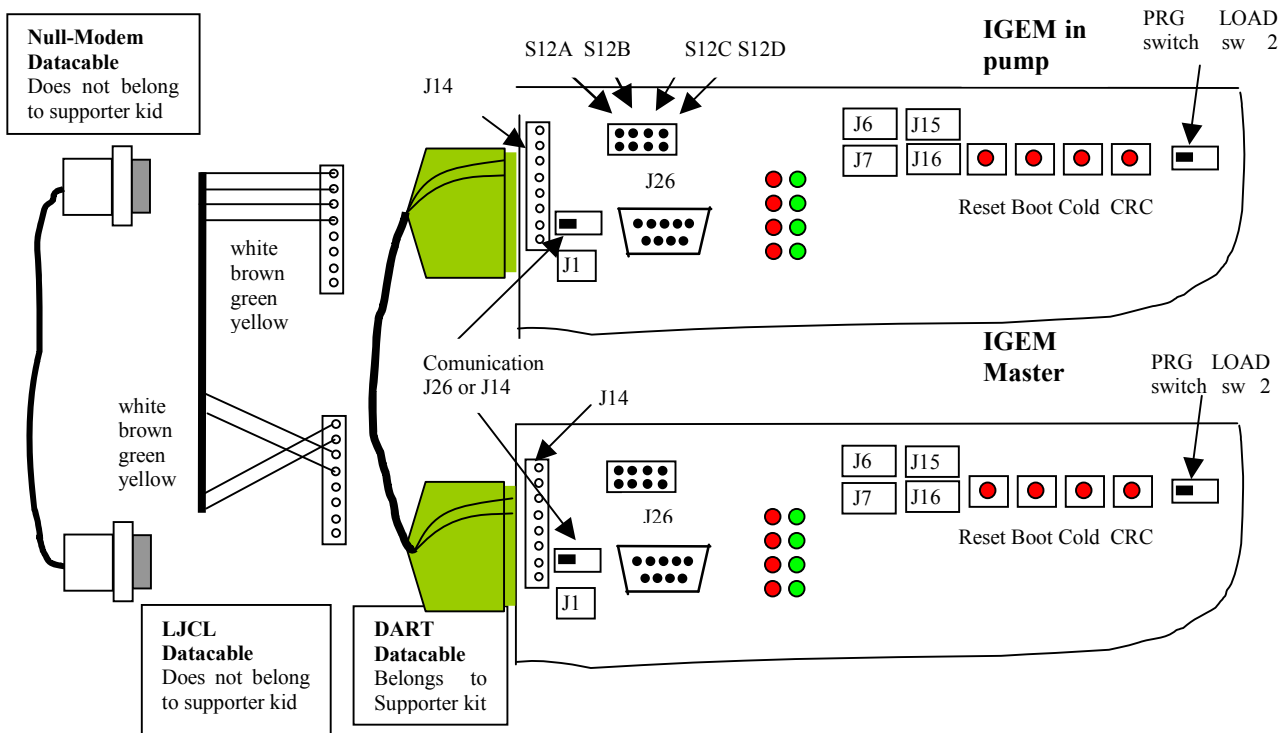 Null-Modem
Datacable
Does not belong
to supporter kid
S12A S12B
S12C S12D
IGEM in
pump
PRG LOAD
switch sw 2
J14
J6
J15
J7
J16
J26
Reset Boot Cold CRC
J1
white
brown
green
yellow
Comunication
J26 or J14
IGEM
Master
PRG LOAD
switch sw 2
J14
white
brown
green
yellow
J6
J15
J7
J16
J26
Reset Boot Cold CRC
J1
LJCL
Datacable
Does not belong
to supporter kid
DART
Datacable
Belongs to
Supporter kit